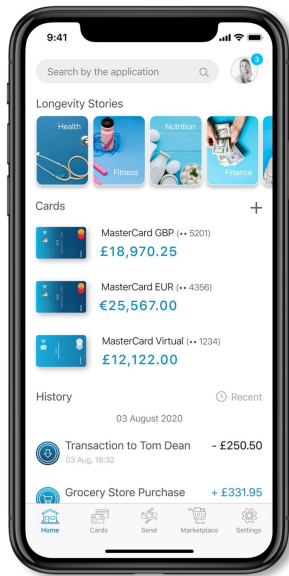 9:41
Search by the application
3
Longevity Stories
Health
Fitness
Nutrition
Finance
Cards
MasterCard GBP (•• 5201)
£18,970.25
MasterCard EUR (•• 4356)
€25,567.00
MasterCard Virtual (•• 1234)
£12,122.00
History
Recent
03 August 2020
Transaction to Tom Dean
- £250.50
03 Aug, 16:32
Grocery Store Purchase
+ £331.95
Home
Cards
Send
Marketplace
Settings